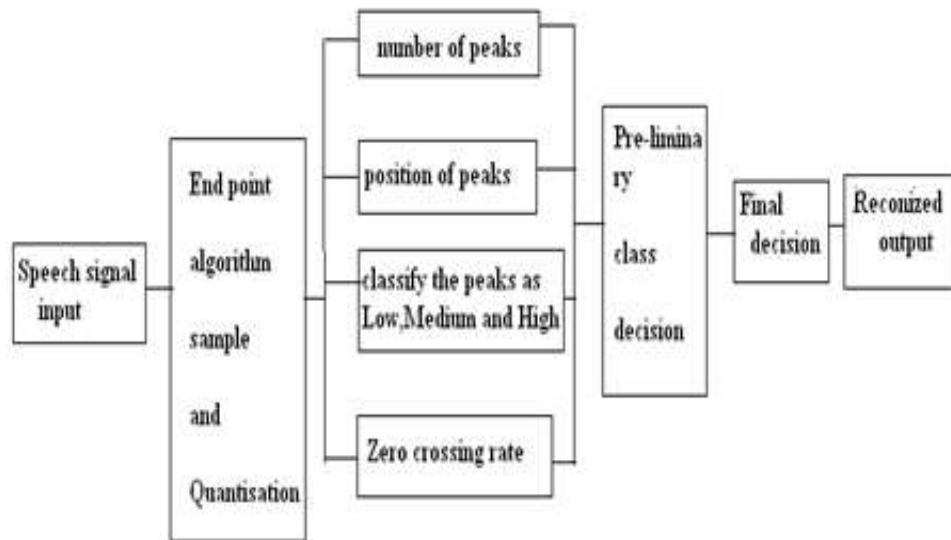 Speech signal
input
End point
algorithm
sample
and
Quantisation
number of peaks
position of peaks
classify the peaks as
Low,Medium and High
Zero crossing rate
Pre-limina
ry
class
decision
Final
decision
Reconized
output